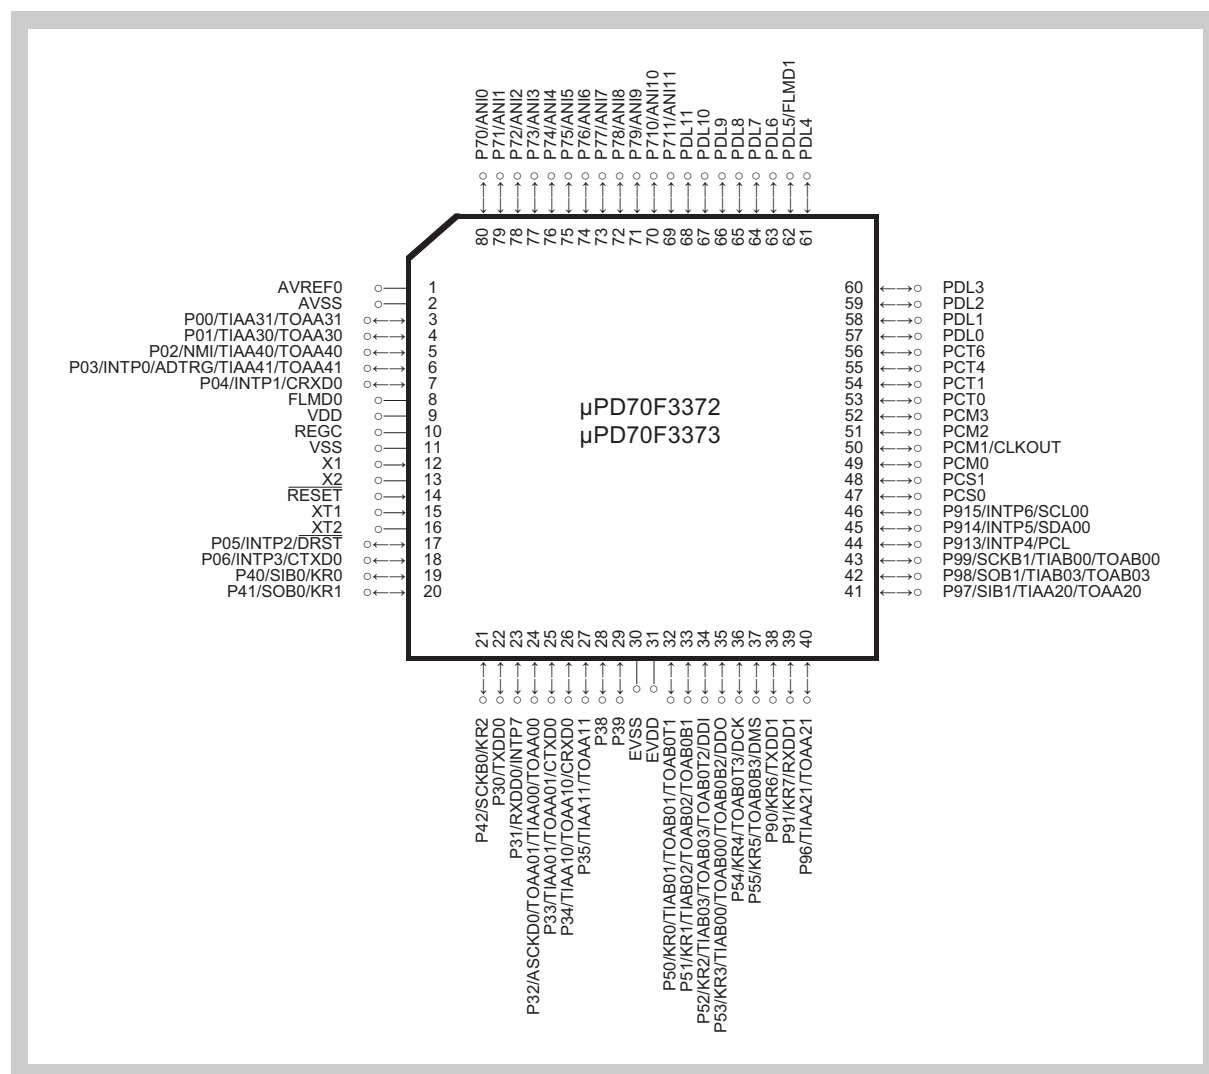 P70/ANI0
P71/ANI1
P72/ANI2
P73/ANI3
P74/ANI4
P75/ANI5
P76/ANI6
P77/ANI7
P78/ANI8
P79/ANI9
P710/ANI10
P711/ANI11
PDL11
PDL10
PDL9
PDL8
PDL7
PDL6
PDL5/FLMD1
PDL4
80
79
78
77
76
75
74
73
72
71
70
69
68
67
66
65
64
63
62
61
AVREF0 1
AVSS 2
P00/TIAA31/TOAA31 3
P01/TIAA30/TOAA30 4
P02/NMI/TIAA40/TOAA40 5
P03/INTP0/ADTRG/TIAA41/TOAA41 6
P04/INTP1/CRXD0 7
FLMD0 8
VDD 9
REGC 10
VSS 11
X1 12
X2 13
RESET 14
XT1 15
XT2 16
P05/INTP2/DRST 17
P06/INTP3/CTXD0 18
P40/SIB0/KR0 19
P41/SOB0/KR1 20
µPD70F3372
µPD70F3373
60 PDL3
59 PDL2
58 PDL1
57 PDL0
56 PCT6
55 PCT4
54 PCT1
53 PCT0
52 PCM3
51 PCM2
50 PCM1/CLKOUT
49 PCM0
48 PCS1
47 PCS0
46 P915/INTP6/SCL00
45 P914/INTP5/SDA00
44 P913/INTP4/PCL
43 P99/SCKB1/TIAB00/TOAB00
42 P98/SOB1/TIAB03/TOAB03
41 P97/SIB1/TIAA20/TOAA20
21
22
23
24
25
26
27
28
29
30
31
32
33
34
35
36
37
38
39
40
P42/SCKB0/KR2
P30/TXDD0
P31/RXDD0/INTP7
P32/ASCKD0/TOAA01/TIAA00/TOAA00
P33/TIAA01/TOAA01/CTXD0
P34/TIAA10/TOAA10/CRXD0
P35/TIAA11/TOAA11
P38
P39
EVSS
EVDD
P50/KR0/TIAB01/TOAB01/TOAB0T1
P51/KR1/TIAB02/TOAB02/TOAB0B1
P52/KR2/TIAB03/TOAB03/TOAB0T2/DDI
P53/KR3/TIAB00/TOAB00/TOAB0B2/DDO
P54/KR4/TOAB0T3/DCK
P55/KR5/TOAB0B3/DMS
P90/KR6/TXDD1
P91/KR7/RXDD1
P96/TIAA21/TOAA21